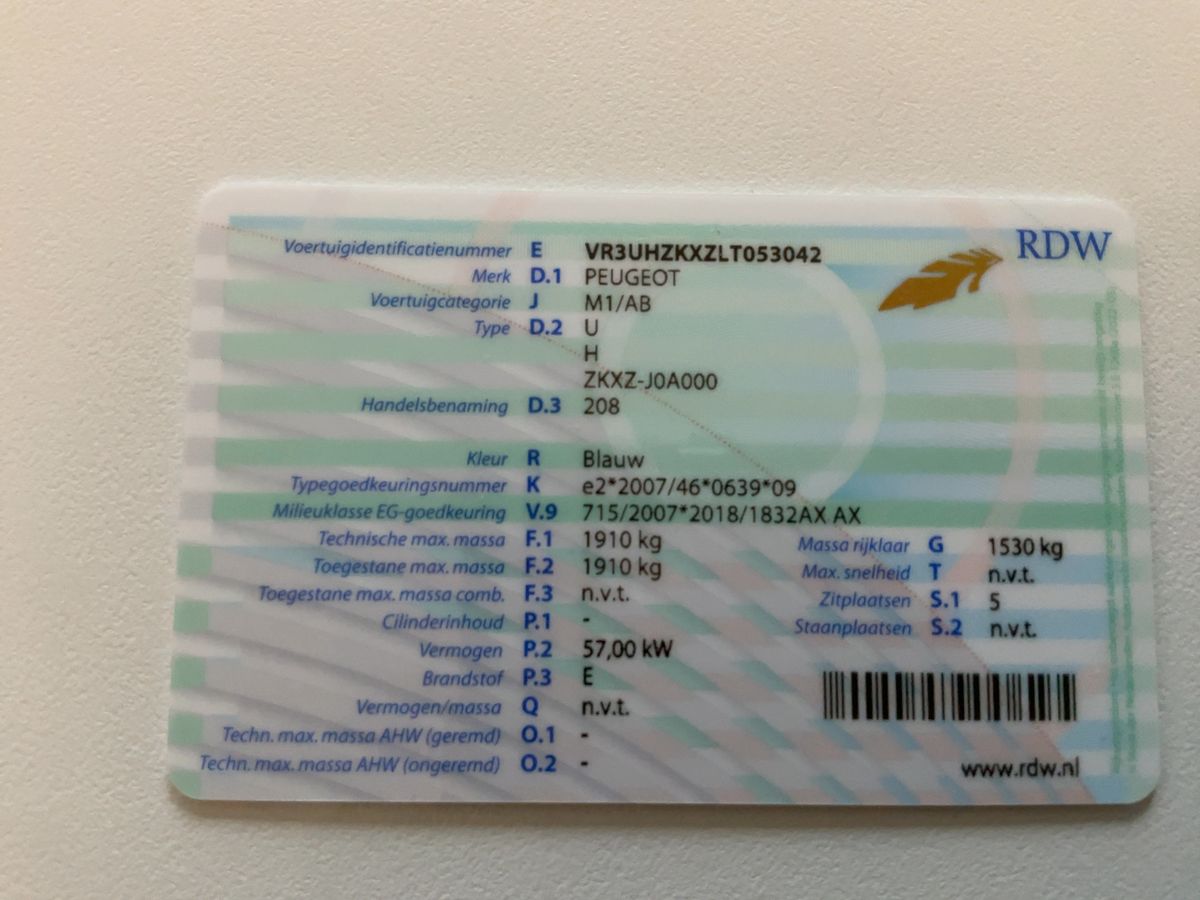 RDW
Voertuigidentificatienummer E VR3UHZKXZLT053042
Merk D.1 PEUGEOT
Voertuigcategorie J M1/AB
Type D.2 U
H
ZKXZ-J0A000
Handelsbenaming D.3 208
Kleur R Blauw
Typegoedkeuringsnummer K e2*2007/46*0639*09
Milieuklasse EG-goedkeuring V.9 715/2007*2018/1832AX AX
Technische max. massa F.1 1910 kg Massa rijklaar G 1530 kg
Toegestane max. massa F.2 1910 kg Max. snelheid T n.v.t.
Toegestane max. massa comb. F.3 n.v.t. Zitplaatsen S.1 5
Cilinderinhoud P.1 - Staanplaatsen S.2 n.v.t.
Vermogen P.2 57,00 kW
Brandstof P.3 E
Vermogen/massa Q n.v.t.
Techn. max. massa AHW (geremd) O.1 -
Techn. max. massa AHW (ongeremd) O.2 -
www.rdw.nl